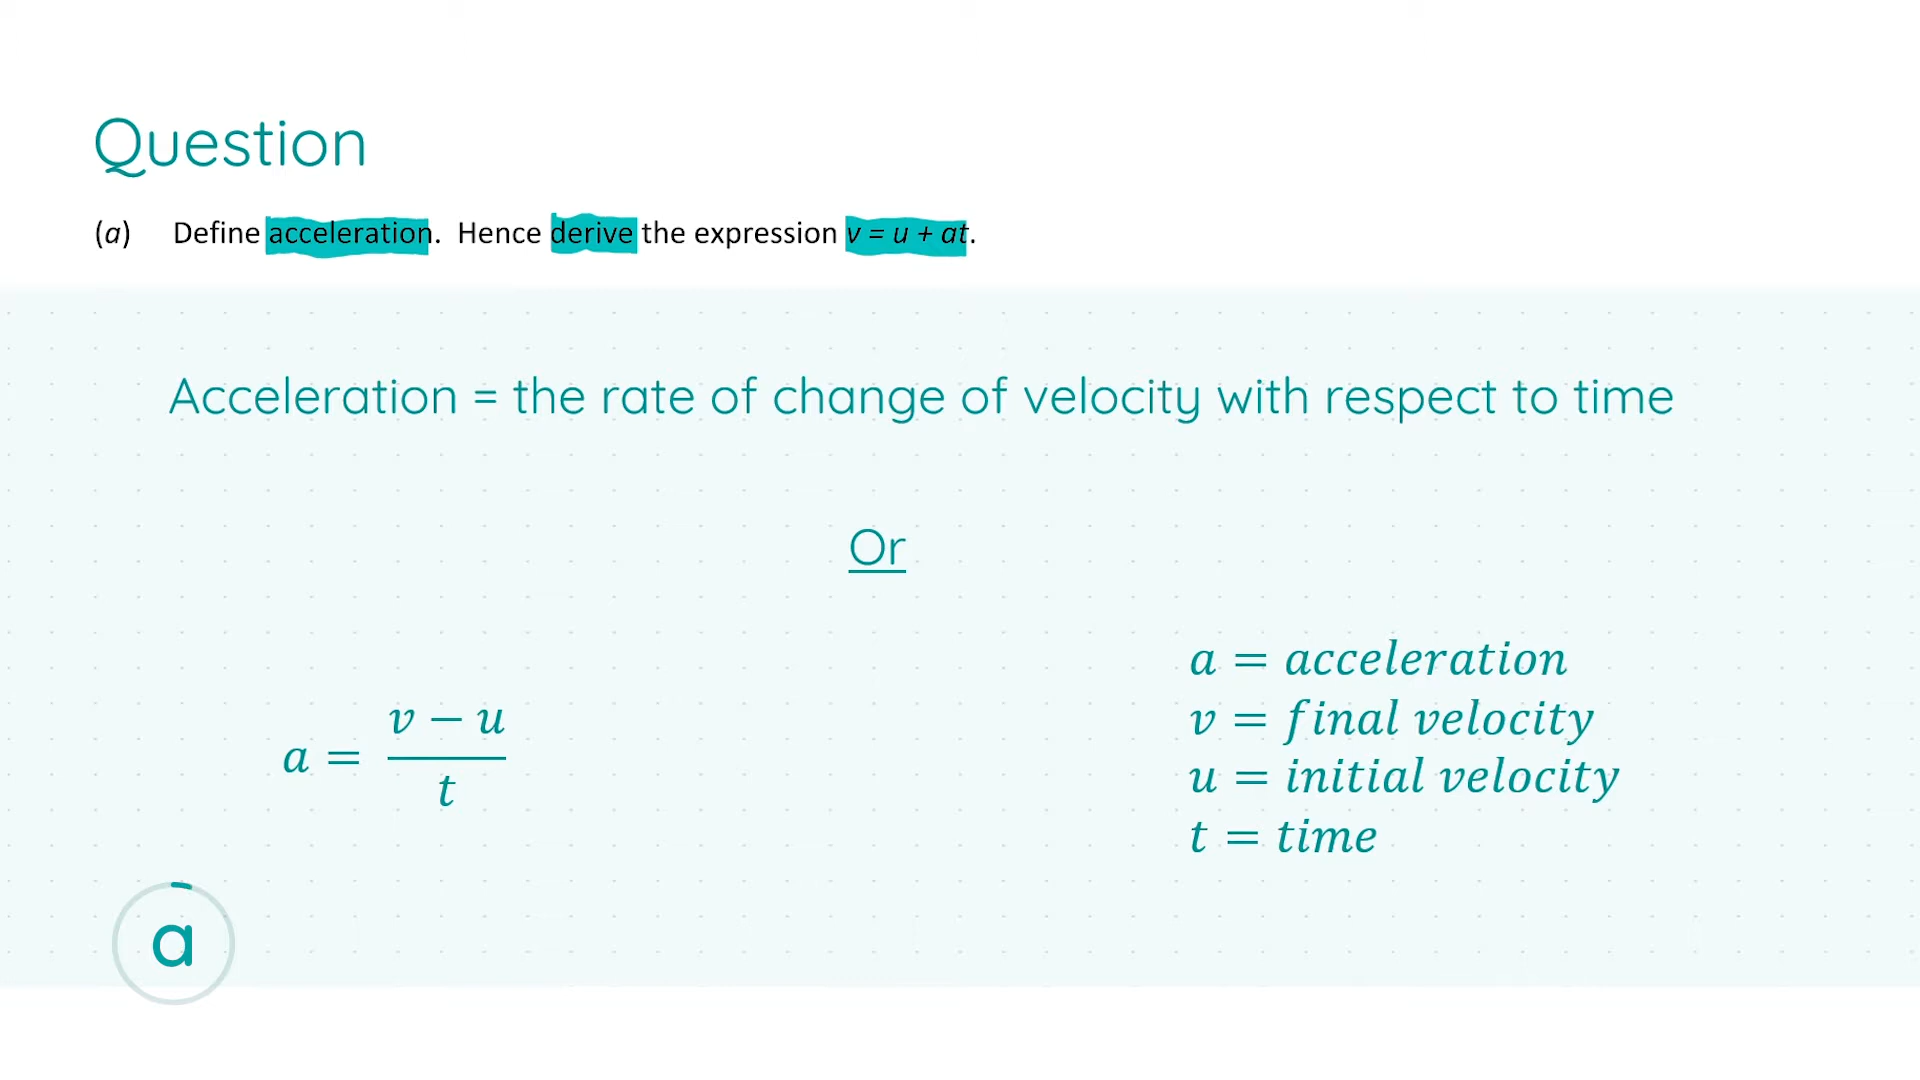 Question
(a) Define acceleration. Hence derive the expression v = u + at.
Acceleration = the rate of change of velocity with respect to time
Or
a = acceleration
v = final velocity
u = initial velocity
t = time
a = \frac{v − u}{t}
a